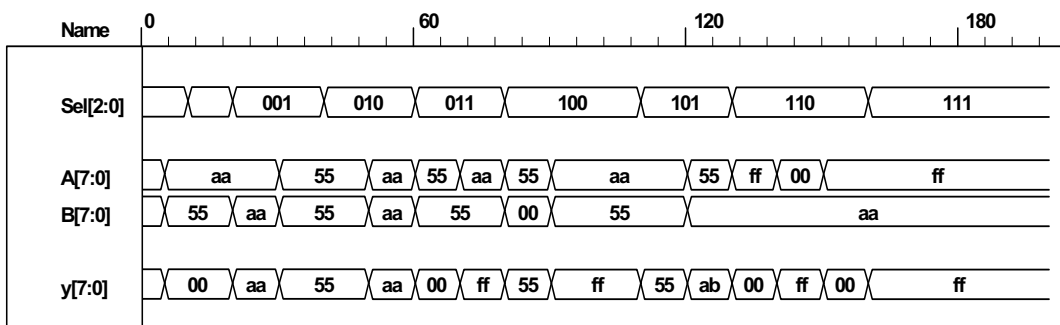 Name 0 60 120 180
Sel[2:0] 001 010 011 100 101 110 111
A[7:0] aa 55 aa 55 aa 55 aa 55 ff 00 ff
B[7:0] 55 aa 55 aa 55 00 55 aa
y[7:0] 00 aa 55 aa 00 ff 55 ff 55 ab 00 ff 00 ff